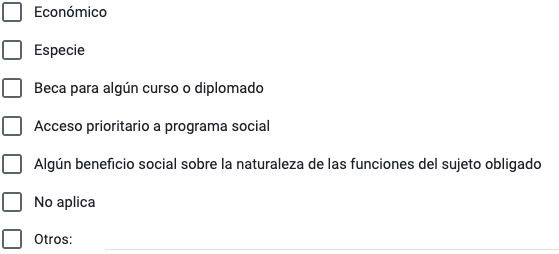 Económico
Especie
Beca para algún curso o diplomado
Acceso prioritario a programa social
Algún beneficio social sobre la naturaleza de las funciones del sujeto obligado
No aplica
Otros: